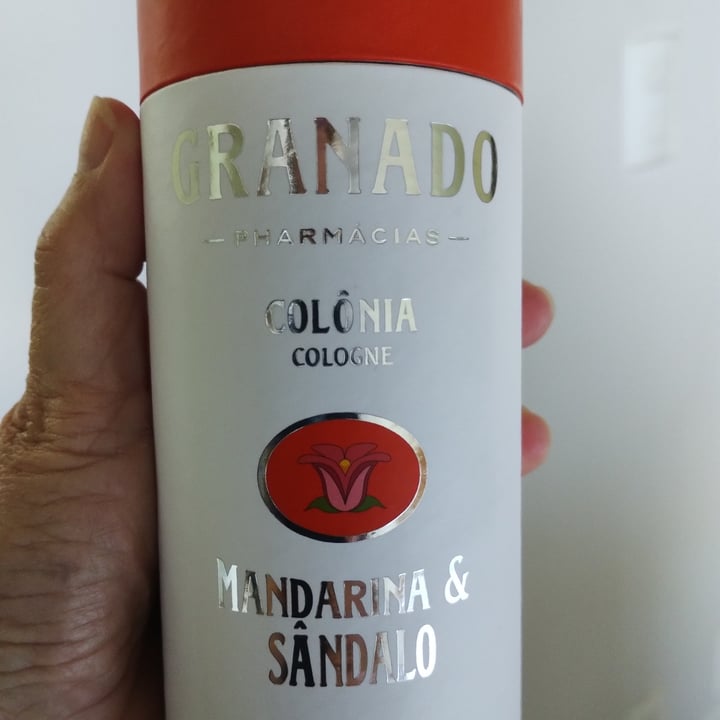 GRANADO
PHARMÁCIAS
COLÔNIA
COLOGNE
MANDARINA &
SÂNDALO